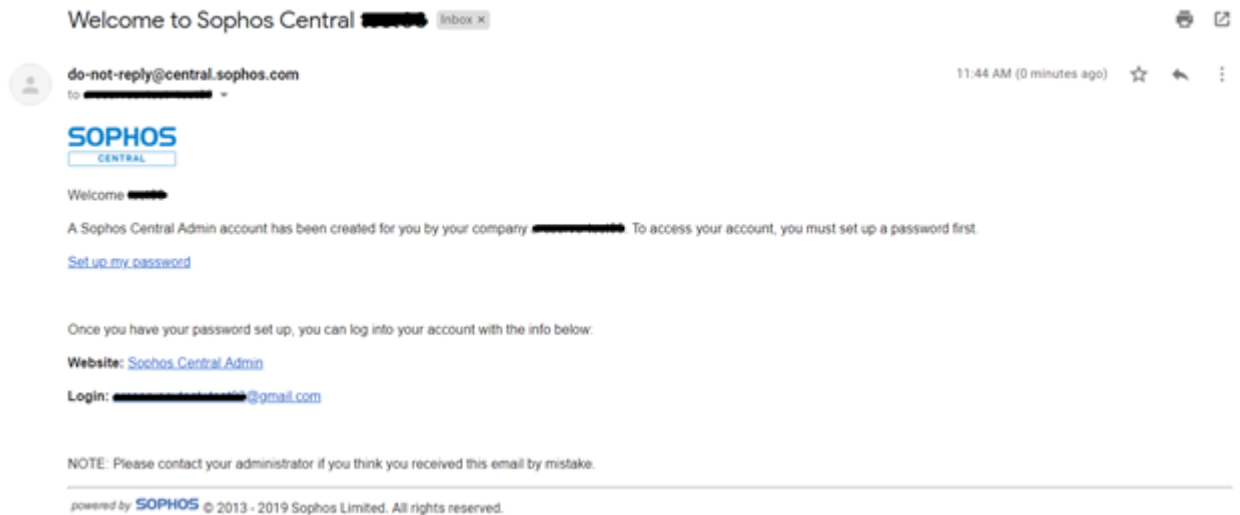 Welcome to Sophos Central Inbox ×
do-not-reply@central.sophos.com 11:44 AM (0 minutes ago)
to
SOPHOS
CENTRAL
Welcome
A Sophos Central Admin account has been created for you by your company . To access your account, you must set up a password first.
Set up my password
Once you have your password set up, you can log into your account with the info below:
Website: Sophos Central Admin
Login: @gmail.com
NOTE: Please contact your administrator if you think you received this email by mistake.
powered by SOPHOS © 2013 - 2019 Sophos Limited. All rights reserved.